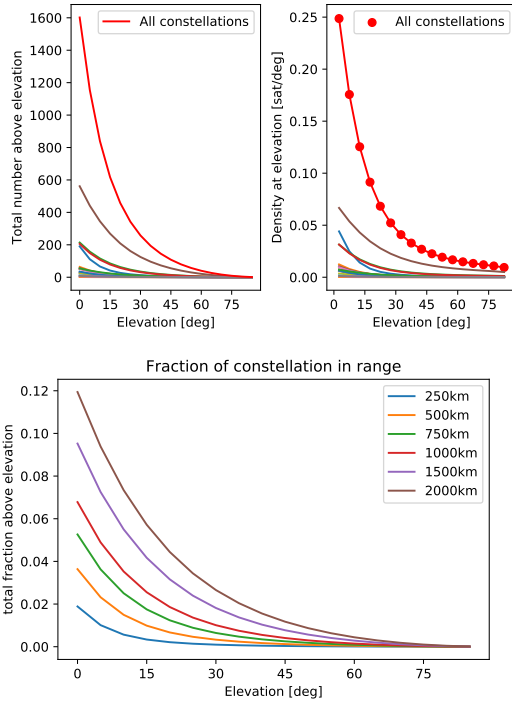 All constellations
1600
1400
1200
1000
800
600
400
200
0
Total number above elevation
0 15 30 45 60 75
Elevation [deg]
All constellations
0.25
0.20
0.15
0.10
0.05
0.00
Density at elevation [sat/deg]
0 15 30 45 60 75
Elevation [deg]
Fraction of constellation in range
0.12
0.10
0.08
0.06
0.04
0.02
0.00
total fraction above elevation
250km
500km
750km
1000km
1500km
2000km
0 15 30 45 60 75
Elevation [deg]